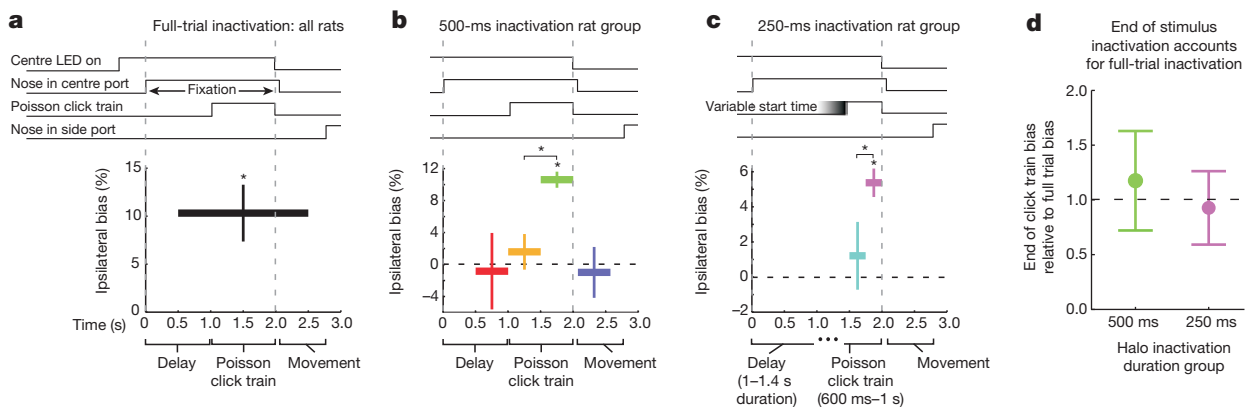 a Full-trial inactivation: all rats
Centre LED on
Nose in centre port
Fixation
Poisson click train
Nose in side port
Ipsilateral bias (%)
15
10
5
0
*
Time (s)
0 0.5 1.0 1.5 2.0 2.5 3.0
Delay
Poisson
click train
Movement
b 500-ms inactivation rat group
Ipsilateral bias (%)
12
8
4
0
−4
*
*
0 0.5 1.0 1.5 2.0 2.5 3.0
Delay
Poisson
click train
Movement
c 250-ms inactivation rat group
Variable start time
Ipsilateral bias (%)
6
4
2
0
−2
*
*
0 0.5 1.0 1.5 2.0 2.5 3.0
Delay
(1–1.4 s
duration)
Poisson
click train
(600 ms–1 s)
Movement
d End of stimulus
inactivation accounts
for full-trial inactivation
End of click train bias
relative to full trial bias
2.0
1.5
1.0
0.5
0.0
500 ms 250 ms
Halo inactivation
duration group